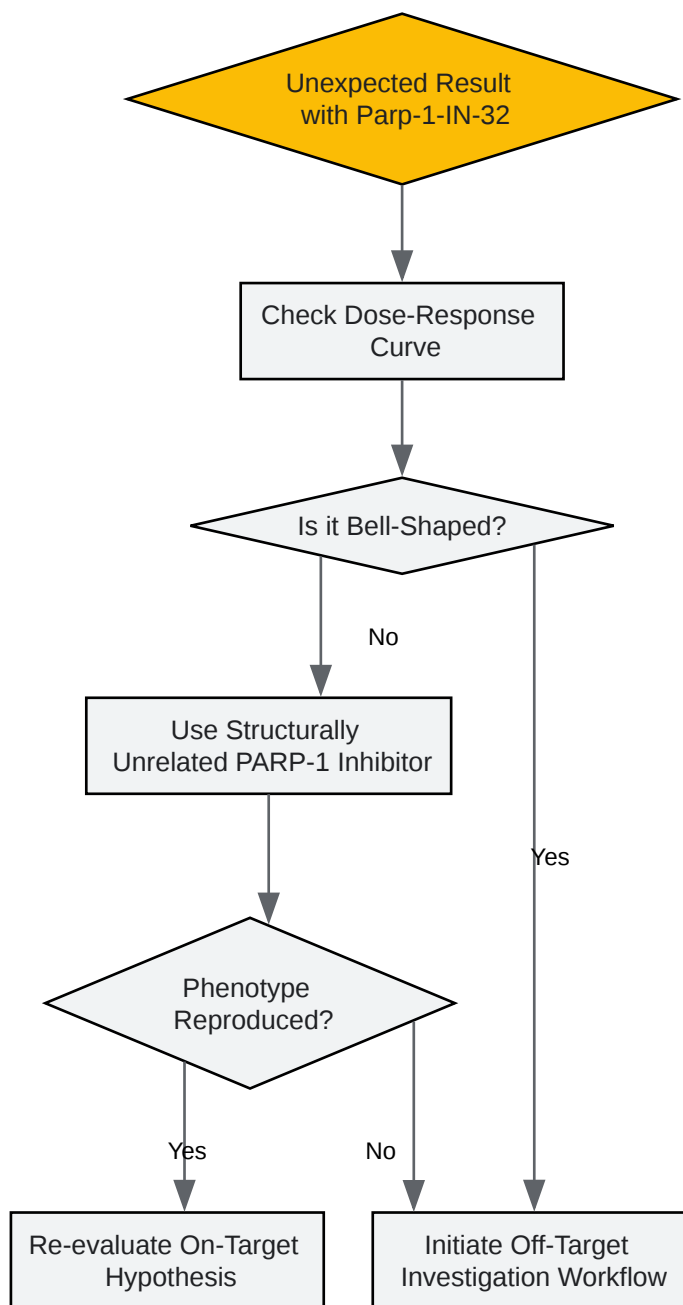 Unexpected Result
with Parp-1-IN-32
Check Dose-Response
Curve
Is it Bell-Shaped?
No
Use Structurally
Unrelated PARP-1 Inhibitor
Yes
Phenotype
Reproduced?
Yes
No
Re-evaluate On-Target
Hypothesis
Initiate Off-Target
Investigation Workflow